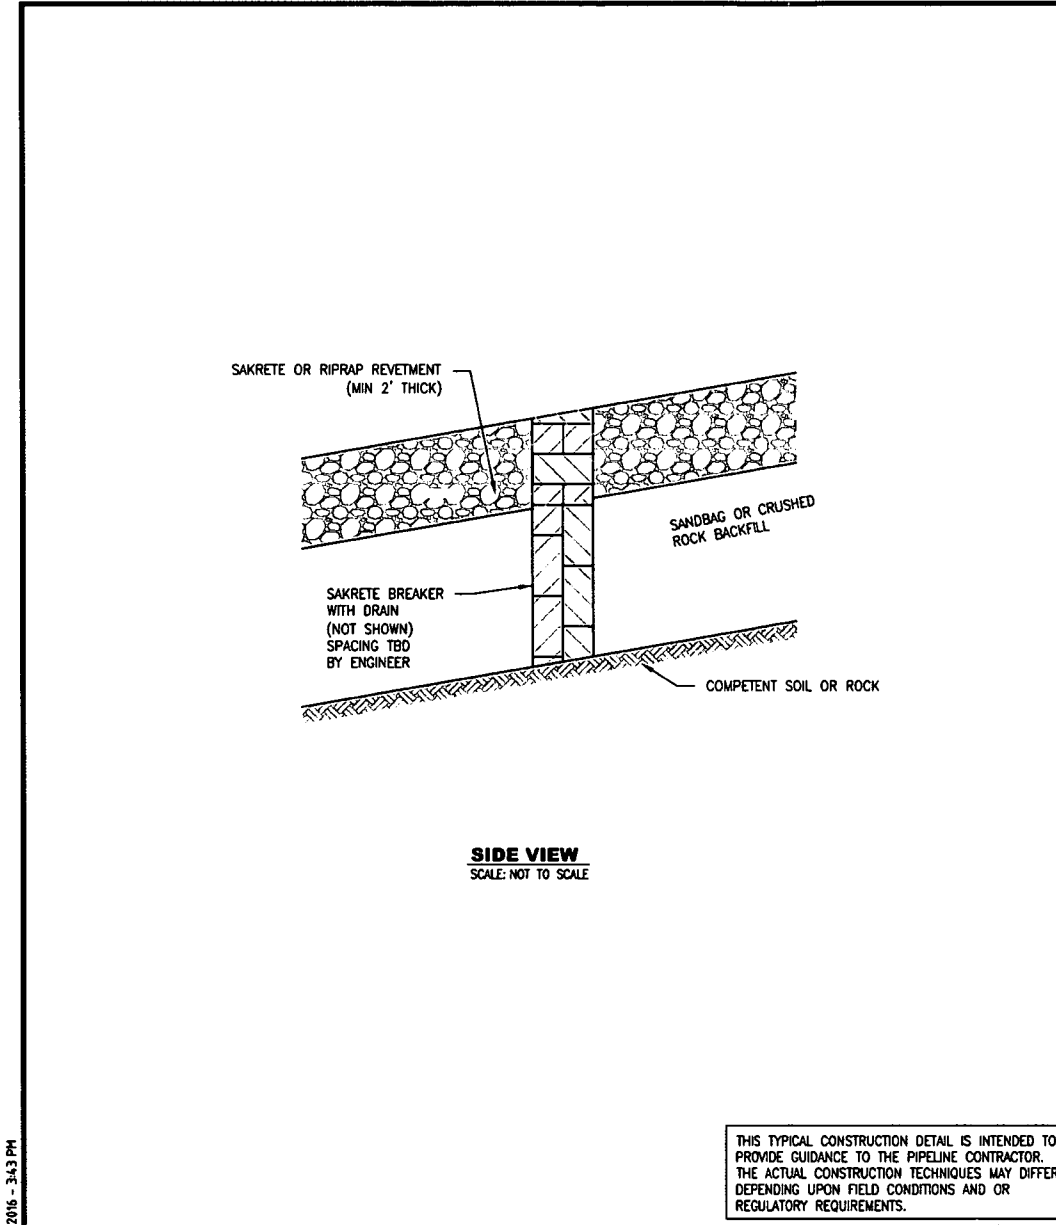 SAKRETE OR RIPRAP REVETMENT
(MIN 2' THICK)
SANDBAG OR CRUSHED
ROCK BACKFILL
SAKRETE BREAKER
WITH DRAIN
(NOT SHOWN)
SPACING TBD
BY ENGINEER
COMPETENT SOIL OR ROCK
SIDE VIEW
SCALE: NOT TO SCALE
2016 - 3:43 PM
THIS TYPICAL CONSTRUCTION DETAIL IS INTENDED TO
PROVIDE GUIDANCE TO THE PIPELINE CONTRACTOR.
THE ACTUAL CONSTRUCTION TECHNIQUES MAY DIFFER
DEPENDING UPON FIELD CONDITIONS AND OR
REGULATORY REQUIREMENTS.